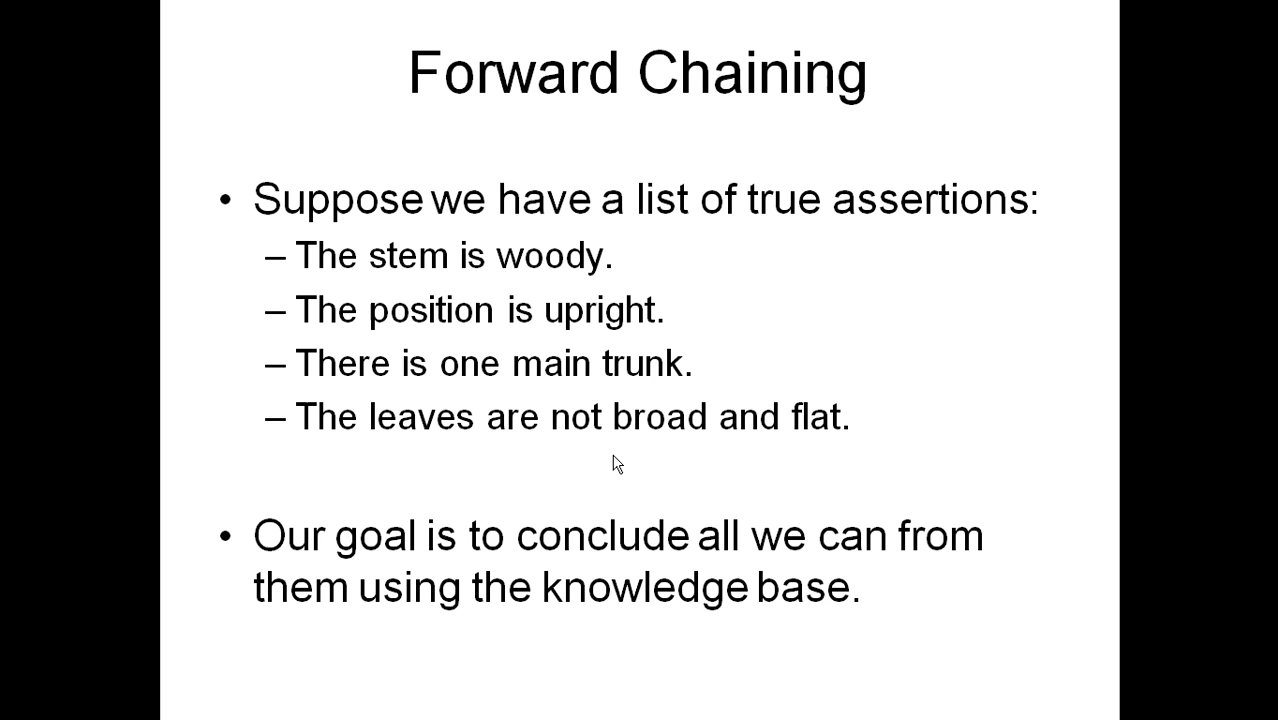 Forward Chaining
• Suppose we have a list of true assertions:
– The stem is woody.
– The position is upright.
– There is one main trunk.
– The leaves are not broad and flat.
• Our goal is to conclude all we can from
them using the knowledge base.